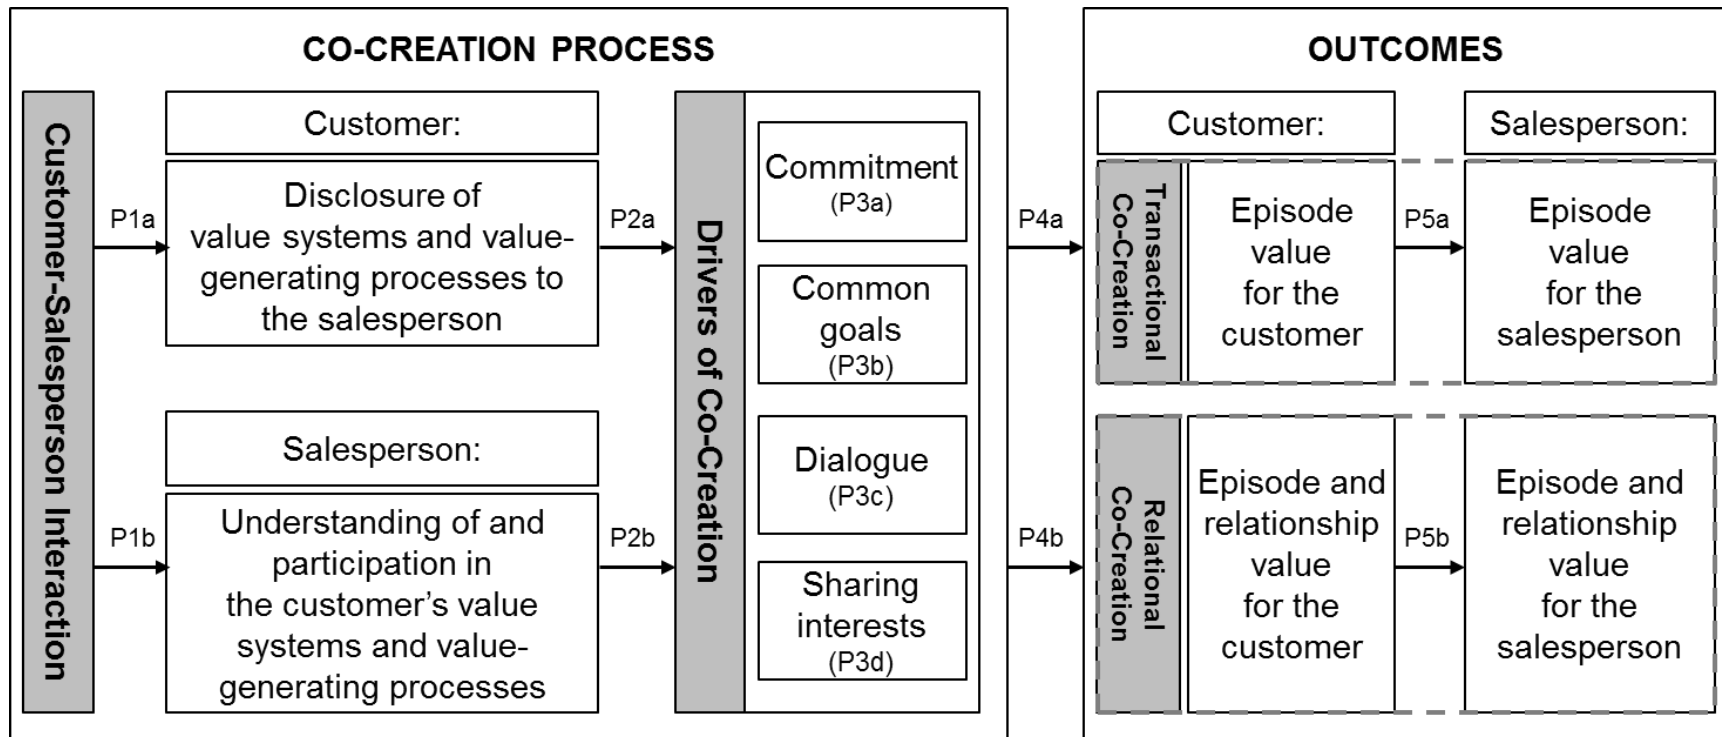 CO-CREATION PROCESS
Customer-Salesperson Interaction
P1a
P1b
Customer:
Disclosure of
value systems and value-
generating processes to
the salesperson
Salesperson:
Understanding of and
participation in
the customer’s value
systems and value-
generating processes
P2a
P2b
Drivers of Co-Creation
Commitment
(P3a)
Common
goals
(P3b)
Dialogue
(P3c)
Sharing
interests
(P3d)
P4a
P4b
OUTCOMES
Customer:
Salesperson:
Transactional
Co-Creation
Episode
value
for the
customer
P5a
Episode
value
for the
salesperson
Relational
Co-Creation
Episode and
relationship
value
for the
customer
P5b
Episode and
relationship
value
for the
salesperson